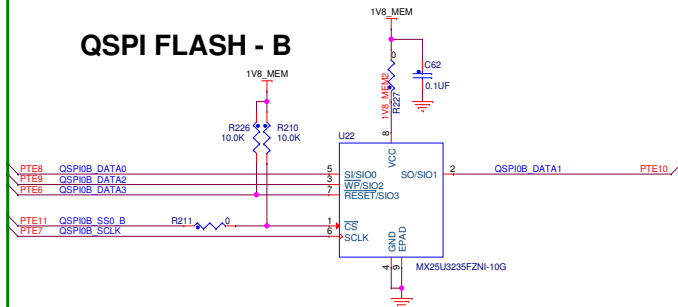 1V8_MEM
QSPI FLASH - B
0
C62
1V8_MEM
1V8_MEM2
R227
0.1UF
R226
10.0K
R210
10.0K
U22
8
VCC
PTE8 QSPI0B_DATA0 5 SI/SIO0 SO/SIO1 2 QSPI0B_DATA1 PTE10
PTE9 QSPI0B_DATA2 3 WP/SIO2
PTE6 QSPI0B_DATA3 7 RESET/SIO3
PTE11 QSPI0B_SS0_B R211 0 1 CS
PTE7 QSPI0B_SCLK 6 SCLK
GND
EPAD
4
9
MX25U3235FZNI-10G